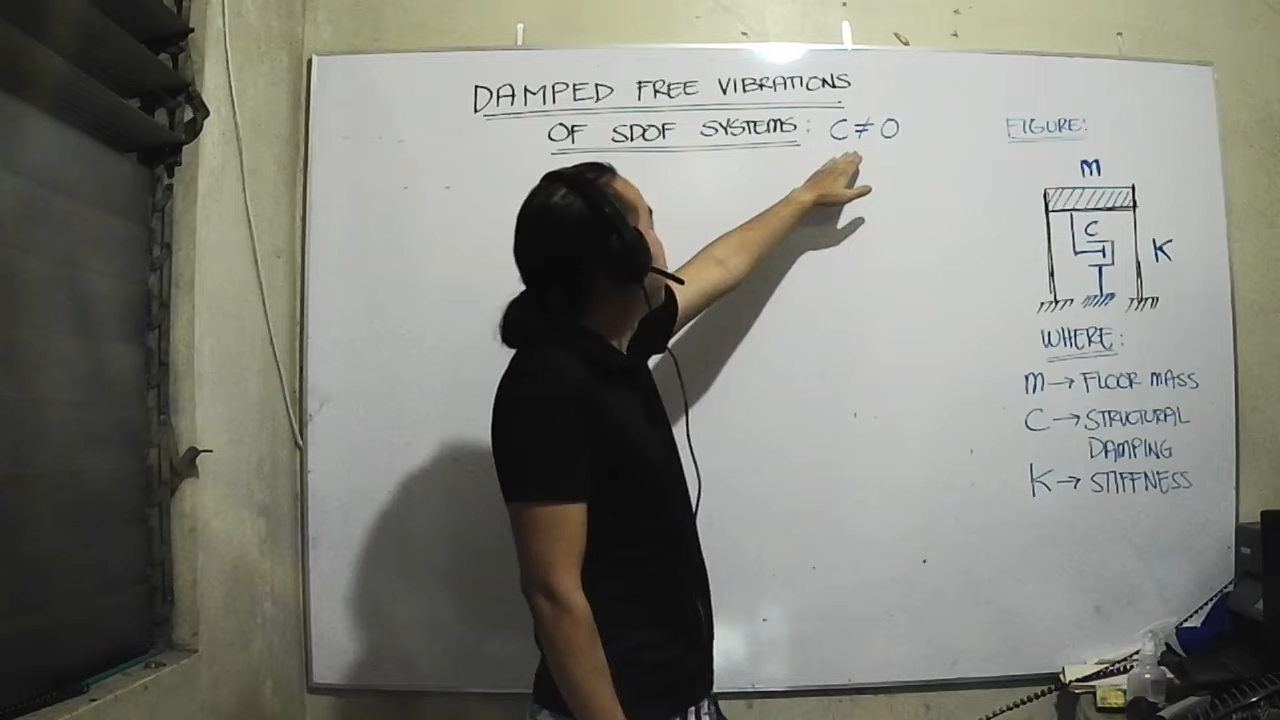 DAMPED FREE VIBRATIONS
OF SDOF SYSTEMS: C≠0
FIGURE:
m
C
K
WHERE:
m→ FLOOR MASS
C→ STRUCTURAL
DAMPING
K→ STIFFNESS